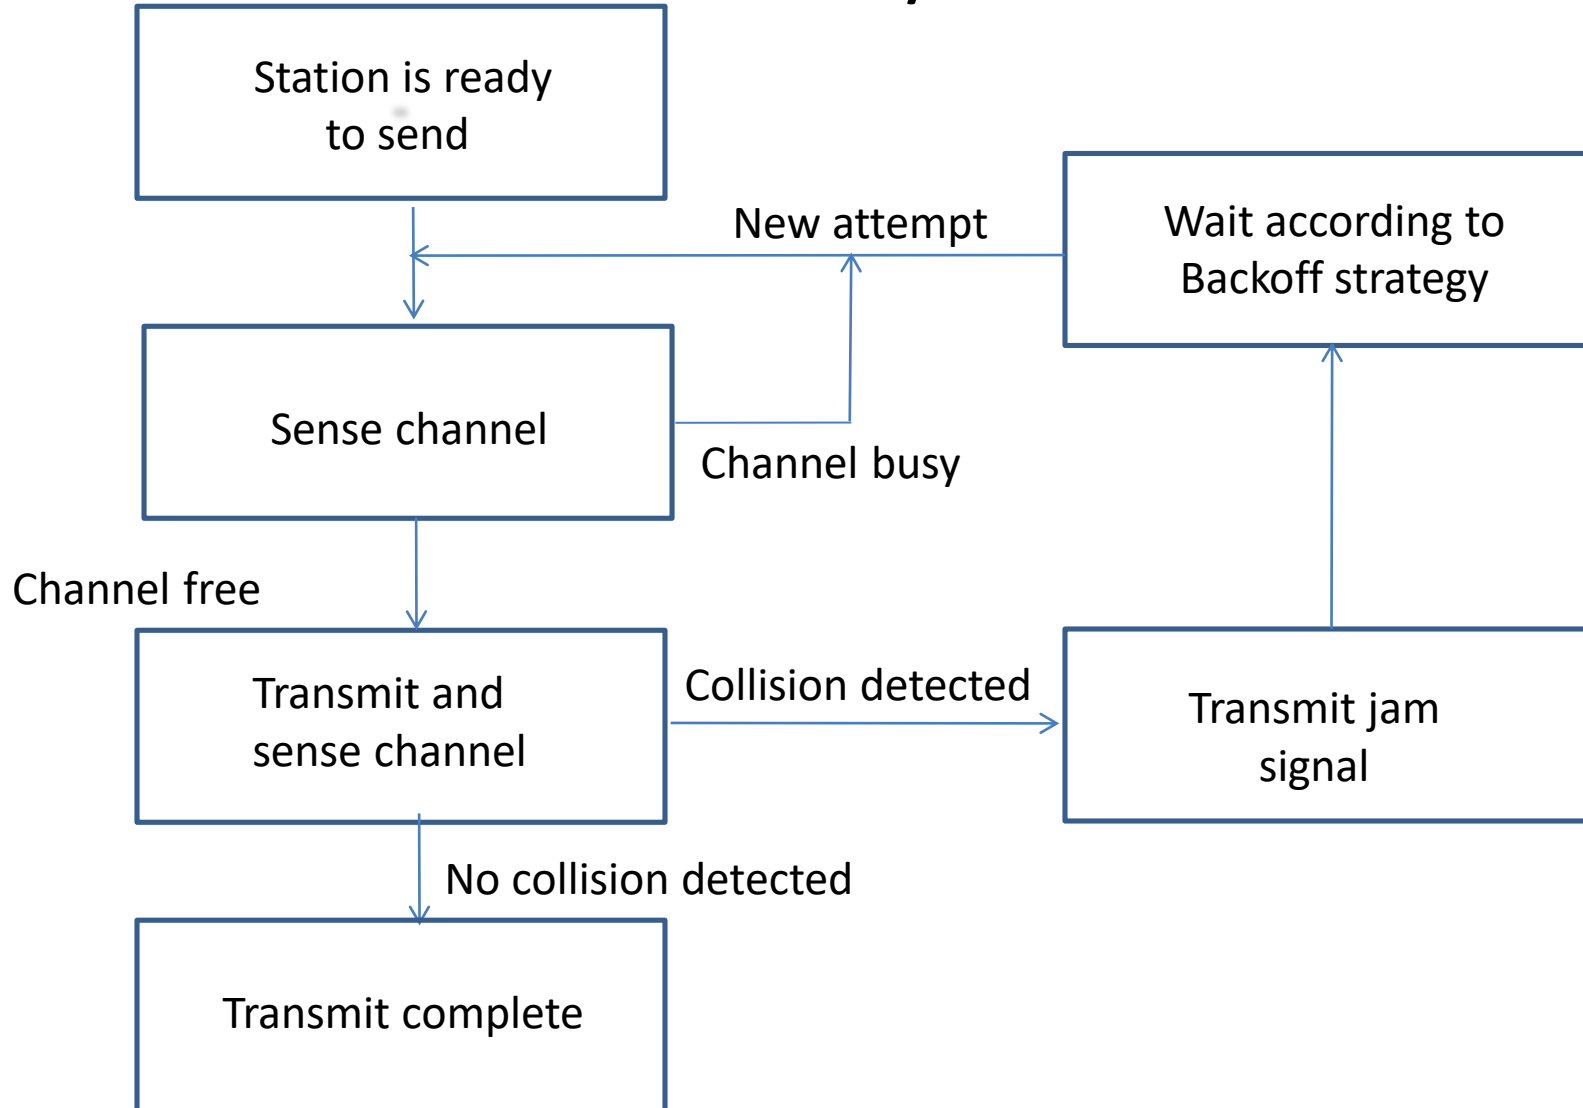 Station is ready
to send
New attempt
Wait according to
Backoff strategy
Sense channel
Channel busy
Channel free
Transmit and
sense channel
Collision detected
Transmit jam
signal
No collision detected
Transmit complete